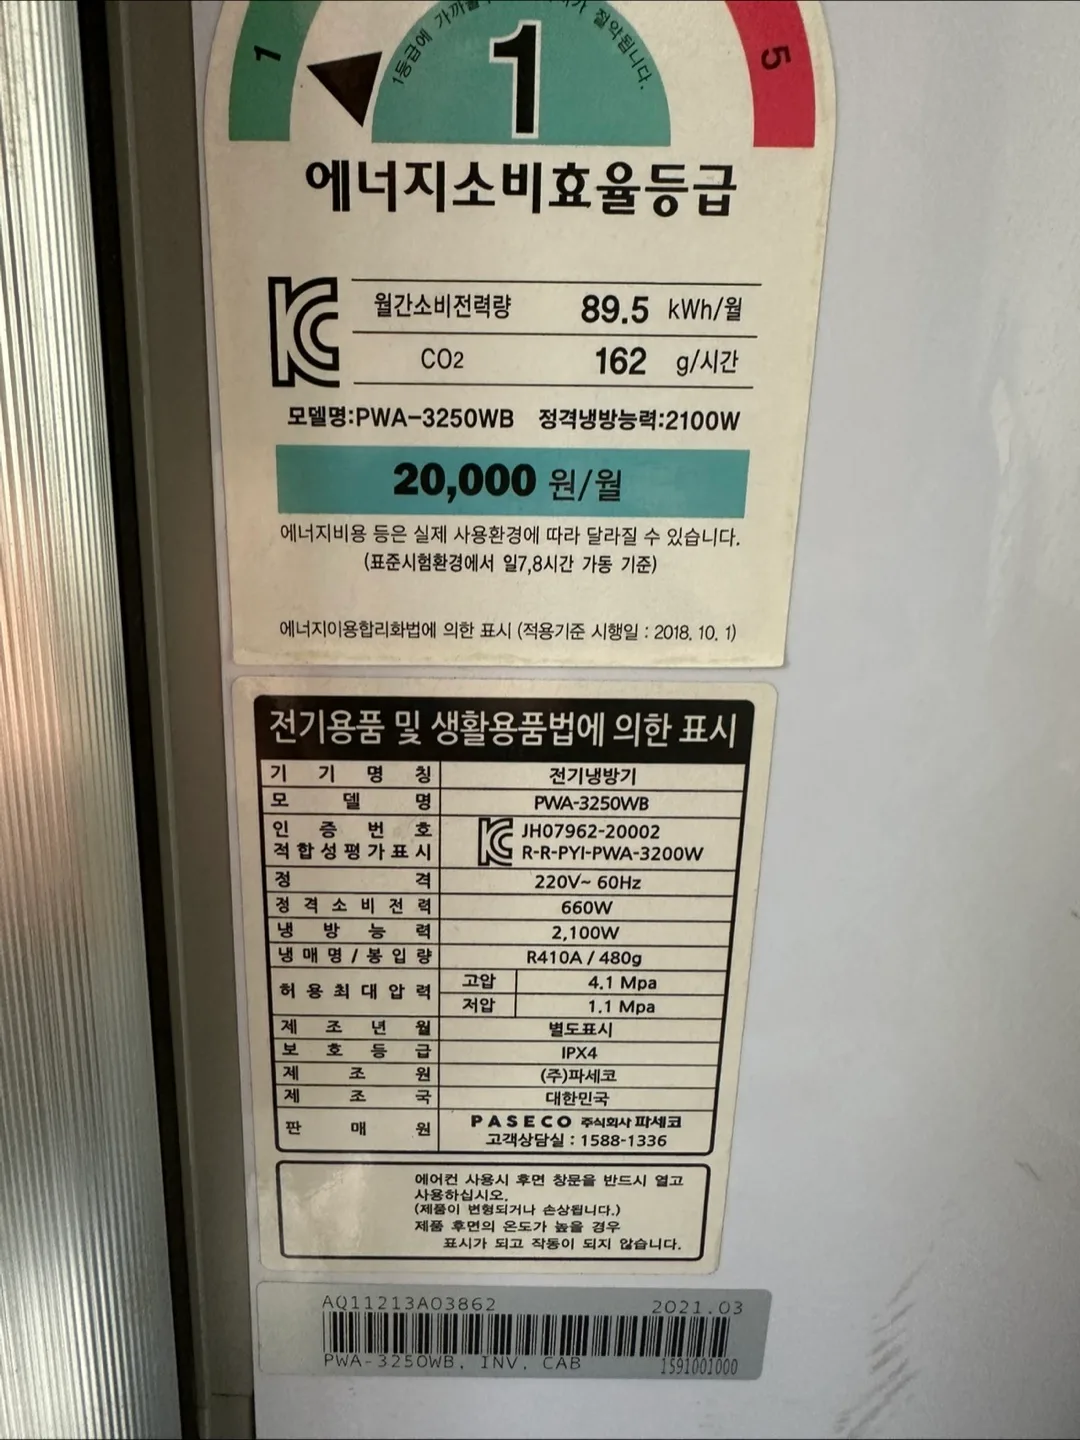 1
5
1등급에 가까울
절약됩니다.
1
에너지소비효율등급
월간소비전력량 89.5 kWh/월
CO2 162 g/시간
모델명:PWA-3250WB 정격냉방능력:2100W
20,000 원/월
에너지비용 등은 실제 사용환경에 따라 달라질 수 있습니다.
(표준시험환경에서 일7,8시간 가동 기준)
에너지이용합리화법에 의한 표시 (적용기준 시행일 : 2018. 10. 1)
전기용품 및 생활용품법에 의한 표시
기기명칭 전기냉방기
모델명 PWA-3250WB
인증번호 JH07962-20002
적합성평가표시 R-R-PYI-PWA-3200W
정격 220V~ 60Hz
정격소비전력 660W
냉방능력 2,100W
냉매명/봉입량 R410A / 480g
허용최대압력 고압 4.1 Mpa
저압 1.1 Mpa
제조년월 별도표시
보호등급 IPX4
제조원 (주)파세코
제조국 대한민국
판매원 PASECO 주식회사 파세코
고객상담실 : 1588-1336
에어컨 사용시 후면 창문을 반드시 열고
사용하십시오.
(제품이 변형되거나 손상됩니다.)
제품 후면의 온도가 높을 경우
표시가 되고 작동이 되지 않습니다.
AQ11213A03862 2021.03
PWA-3250WB. INV. CAB 1591001000